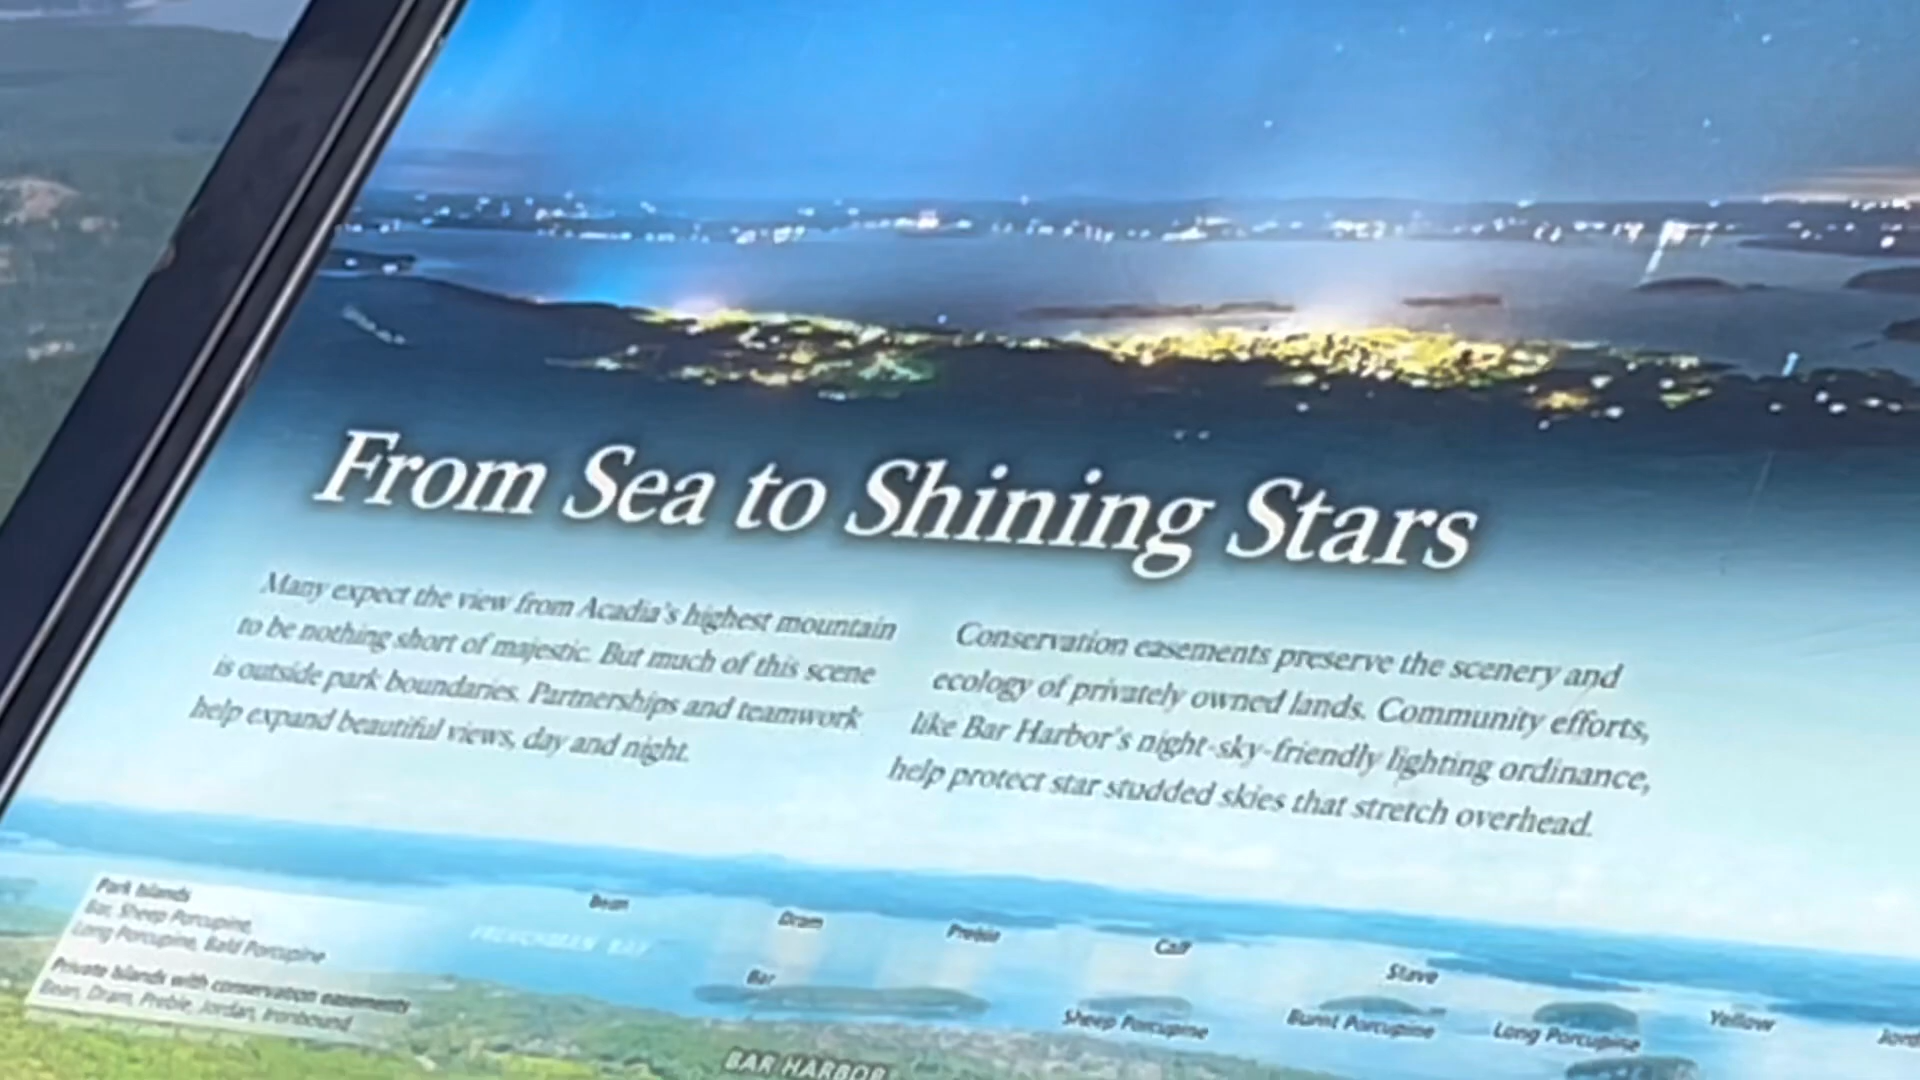 From Sea to Shining Stars
Many expect the view from Acadia's highest mountain
to be nothing short of majestic. But much of this scene
is outside park boundaries. Partnerships and teamwork
help expand beautiful views, day and night.
Conservation easements preserve the scenery and
ecology of privately owned lands. Community efforts,
like Bar Harbor's night-sky-friendly lighting ordinance,
help protect star studded skies that stretch overhead.
Park Islands
Bar, Sheep Porcupine,
Long Porcupine, Bald Porcupine
Private islands with conservation easements
Bean, Dram, Preble, Jordan, Ironbound
FRENCHMAN BAY
Bean
Dram
Preble
Calf
Stave
Bar
Sheep Porcupine
Burnt Porcupine
Long Porcupine
Yellow
Jord
BAR HARBOR